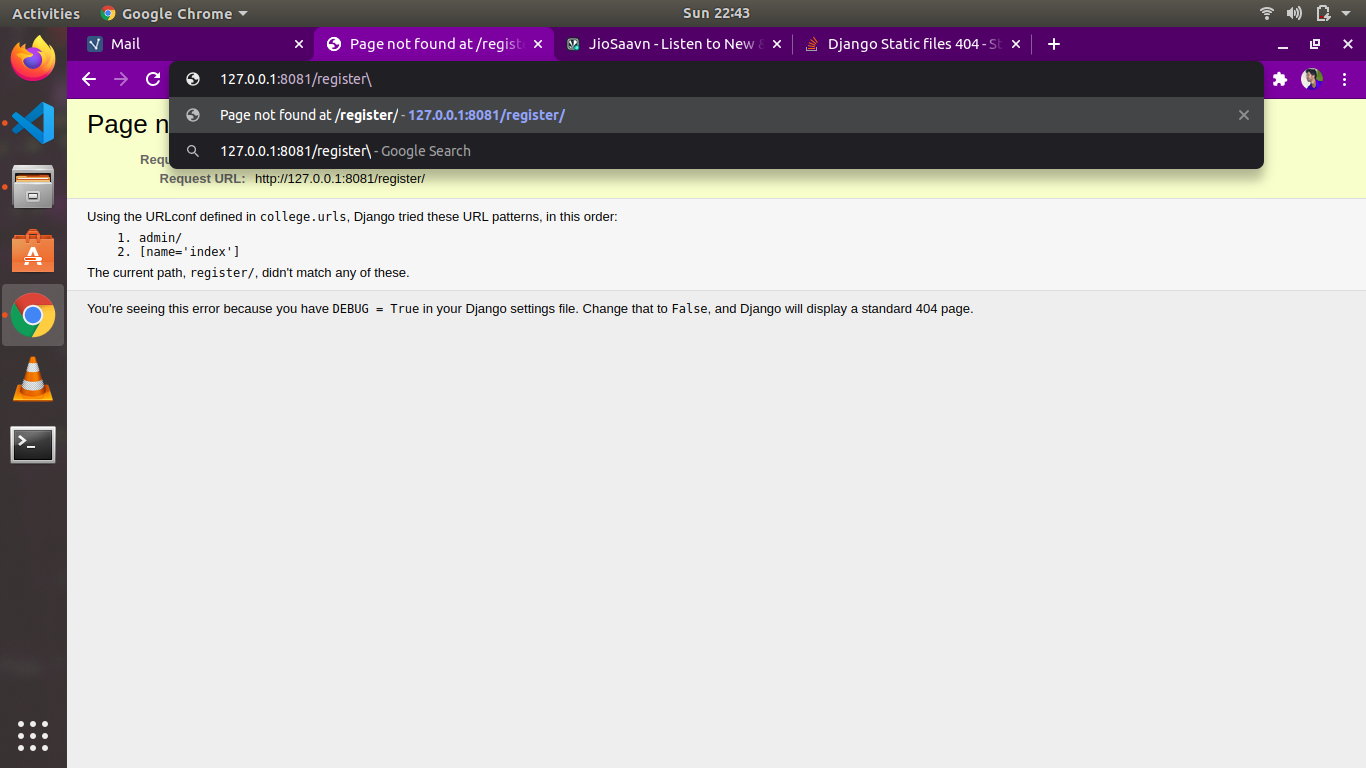 Activities Google Chrome Sun 22:43
Mail Page not found at /registe JioSaavn - Listen to New & Django Static files 404 - St
127.0.0.1:8081/register\
Page not found at /register/ - 127.0.0.1:8081/register/
127.0.0.1:8081/register\ - Google Search
Page n
Requ
Request URL: http://127.0.0.1:8081/register/
Using the URLconf defined in college.urls, Django tried these URL patterns, in this order:
1. admin/
2. [name='index']
The current path, register/, didn't match any of these.
You're seeing this error because you have DEBUG = True in your Django settings file. Change that to False, and Django will display a standard 404 page.